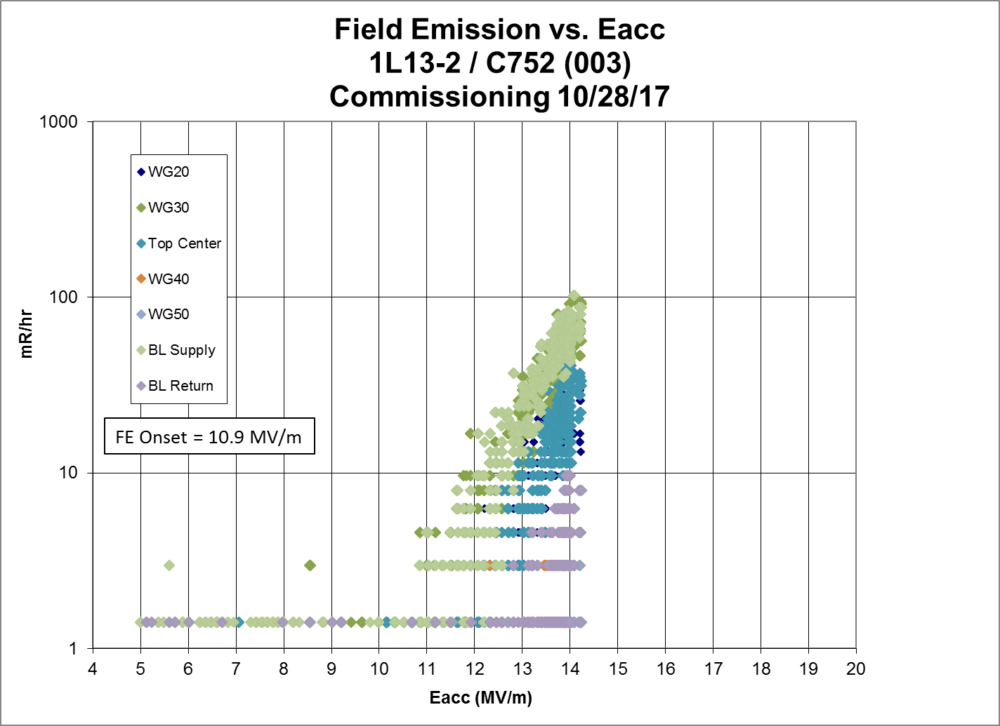 Field Emission vs. Eacc
1L13-2 / C752 (003)
Commissioning 10/28/17
1000
100
10
1
mR/hr
WG20
WG30
Top Center
WG40
WG50
BL Supply
BL Return
FE Onset = 10.9 MV/m
4 5 6 7 8 9 10 11 12 13 14 15 16 17 18 19 20
Eacc (MV/m)